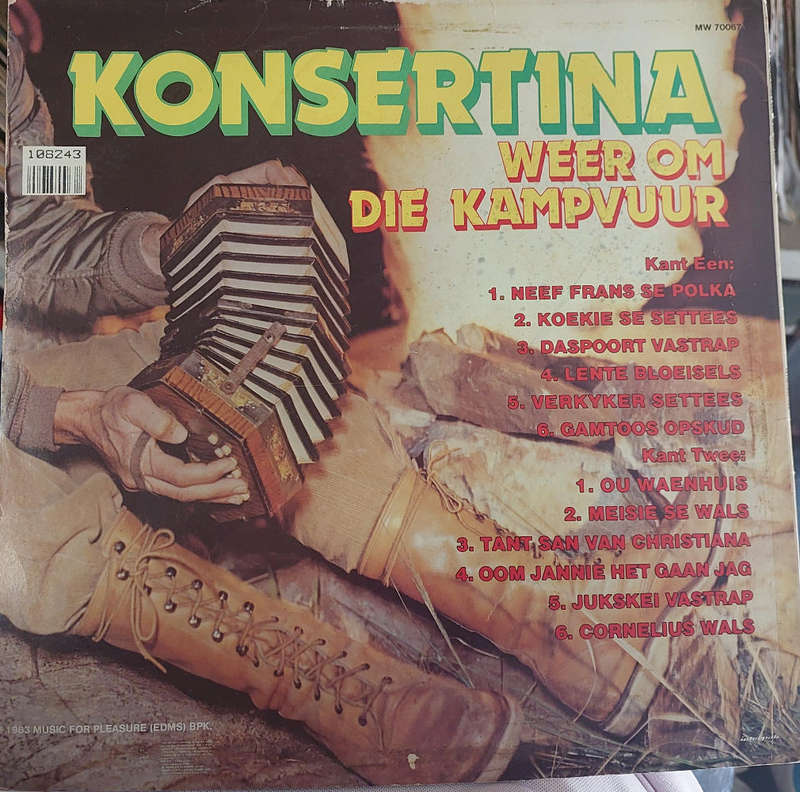 MW 70067
KONSERTINA
WEER OM
DIE KAMPVUUR
108243
Kant Een:
1. NEEF FRANS SE POLKA
2. KOEKIE SE SETTEES
3. DASPOORT VASTRAP
4. LENTE BLOEISELS
5. VERKYKER SETTEES
6. GAMTOOS OPSKUD
Kant Twee:
1. OU WAENHUIS
2. MEISIE SE WALS
3. TANT SAN VAN CHRISTIANA
4. OOM JANNIE HET GAAN JAG
5. JUKSKEI VASTRAP
6. CORNELIUS WALS
1983 MUSIC FOR PLEASURE (EDMS) BPK.